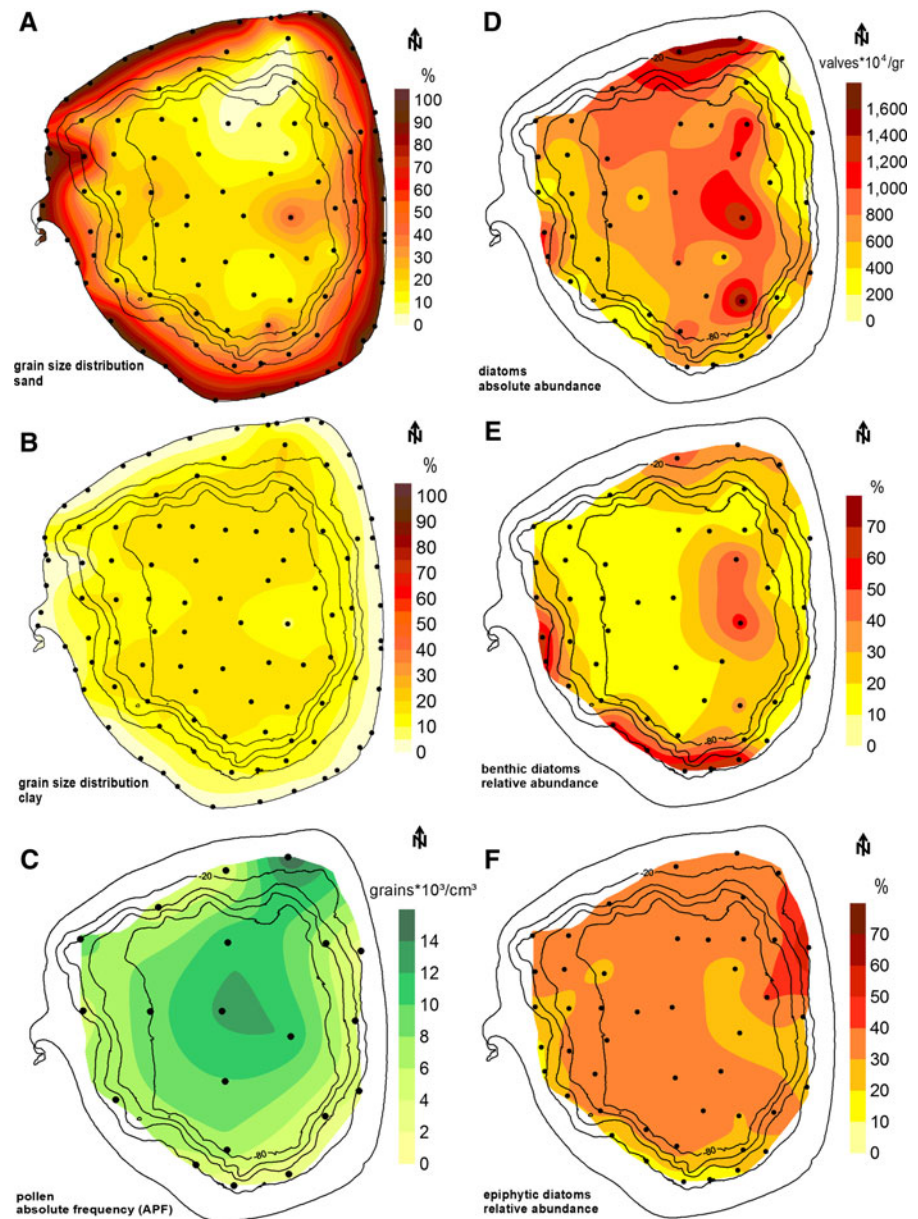 A
N
%
100
90
80
70
60
50
40
30
20
10
0
grain size distribution
sand
D
N
valves*10⁴/gr
1,600
1,400
1,200
1,000
800
600
400
200
0
-20
-80
diatoms
absolute abundance
B
N
%
100
90
80
70
60
50
40
30
20
10
0
grain size distribution
clay
E
N
%
70
60
50
40
30
20
10
0
-20
-80
benthic diatoms
relative abundance
C
N
grains*10³/cm³
14
12
10
8
6
4
2
0
-20
-80
pollen
absolute frequency (APF)
F
N
%
70
60
50
40
30
20
10
0
-20
-80
epiphytic diatoms
relative abundance